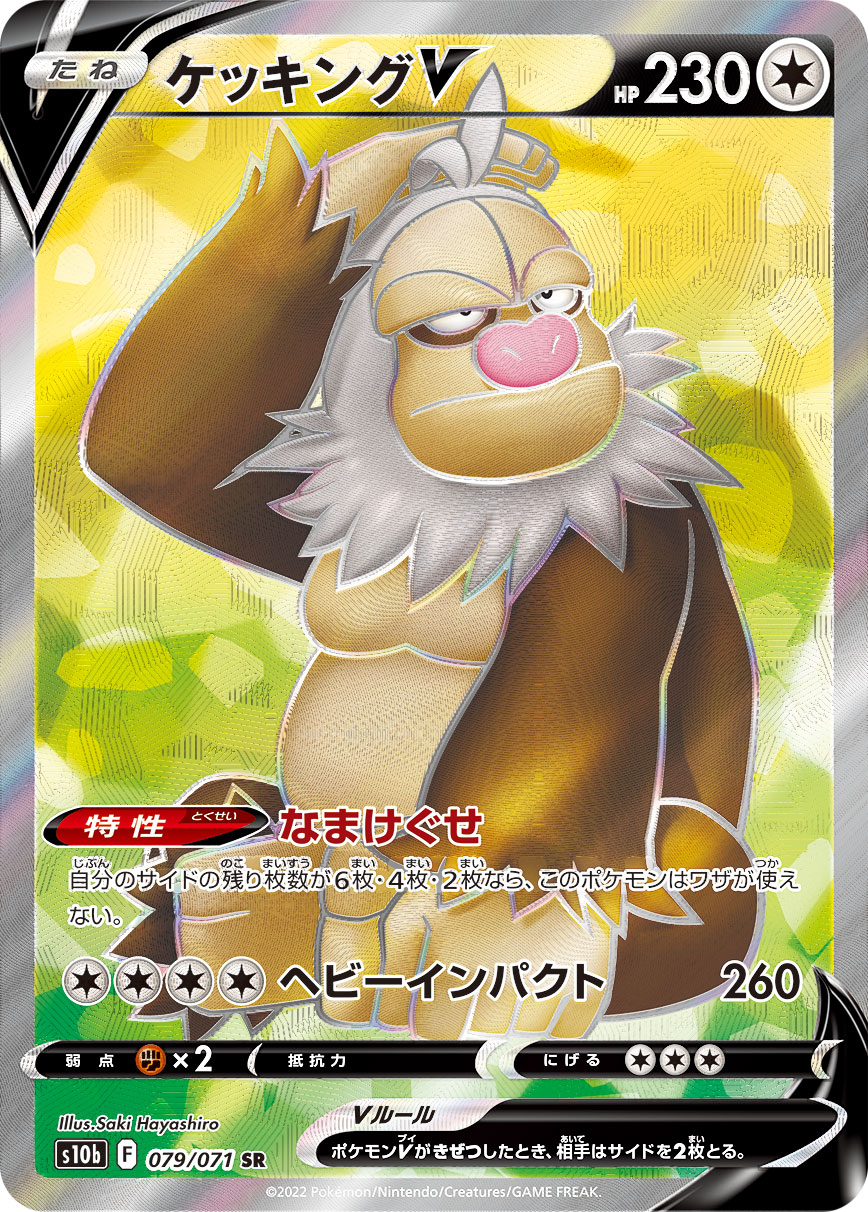 たね ケッキングV HP 230
特性 とくせい なまけぐせ
自分のサイドの残り枚数が6枚・4枚・2枚なら、このポケモンはワザが使え
ない。
ヘビーインパクト 260
弱点 ×2 抵抗力 にげる
Illus.Saki Hayashiro
Vルール
ポケモンVがきぜつしたとき、相手はサイドを2枚とる。
s10b F 079/071 SR
©2022 Pokémon/Nintendo/Creatures/GAME FREAK.